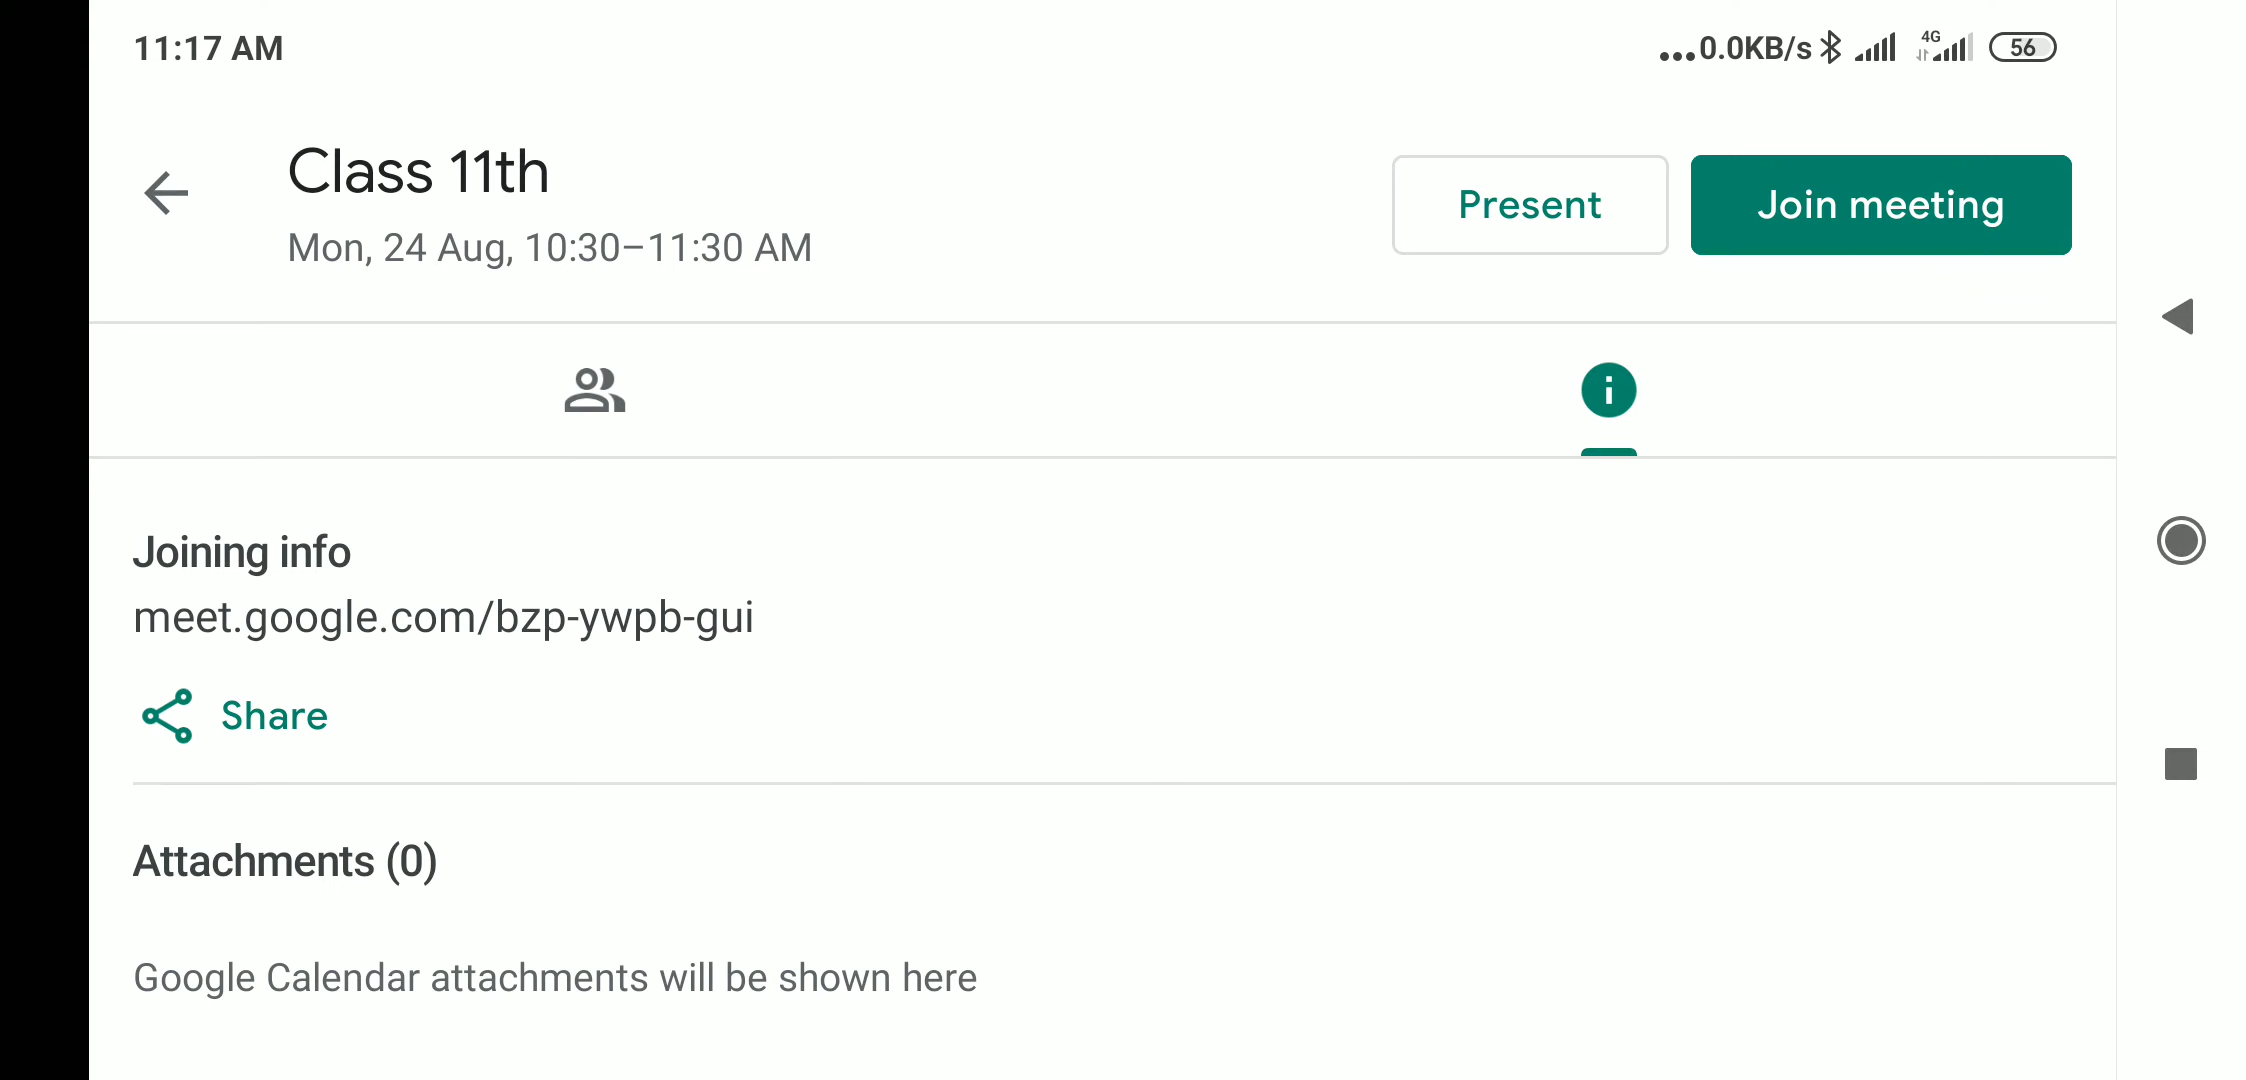 11:17 AM
...0.0KB/s 4G 56
Class 11th
Mon, 24 Aug, 10:30–11:30 AM
Present
Join meeting
Joining info
meet.google.com/bzp-ywpb-gui
Share
Attachments (0)
Google Calendar attachments will be shown here